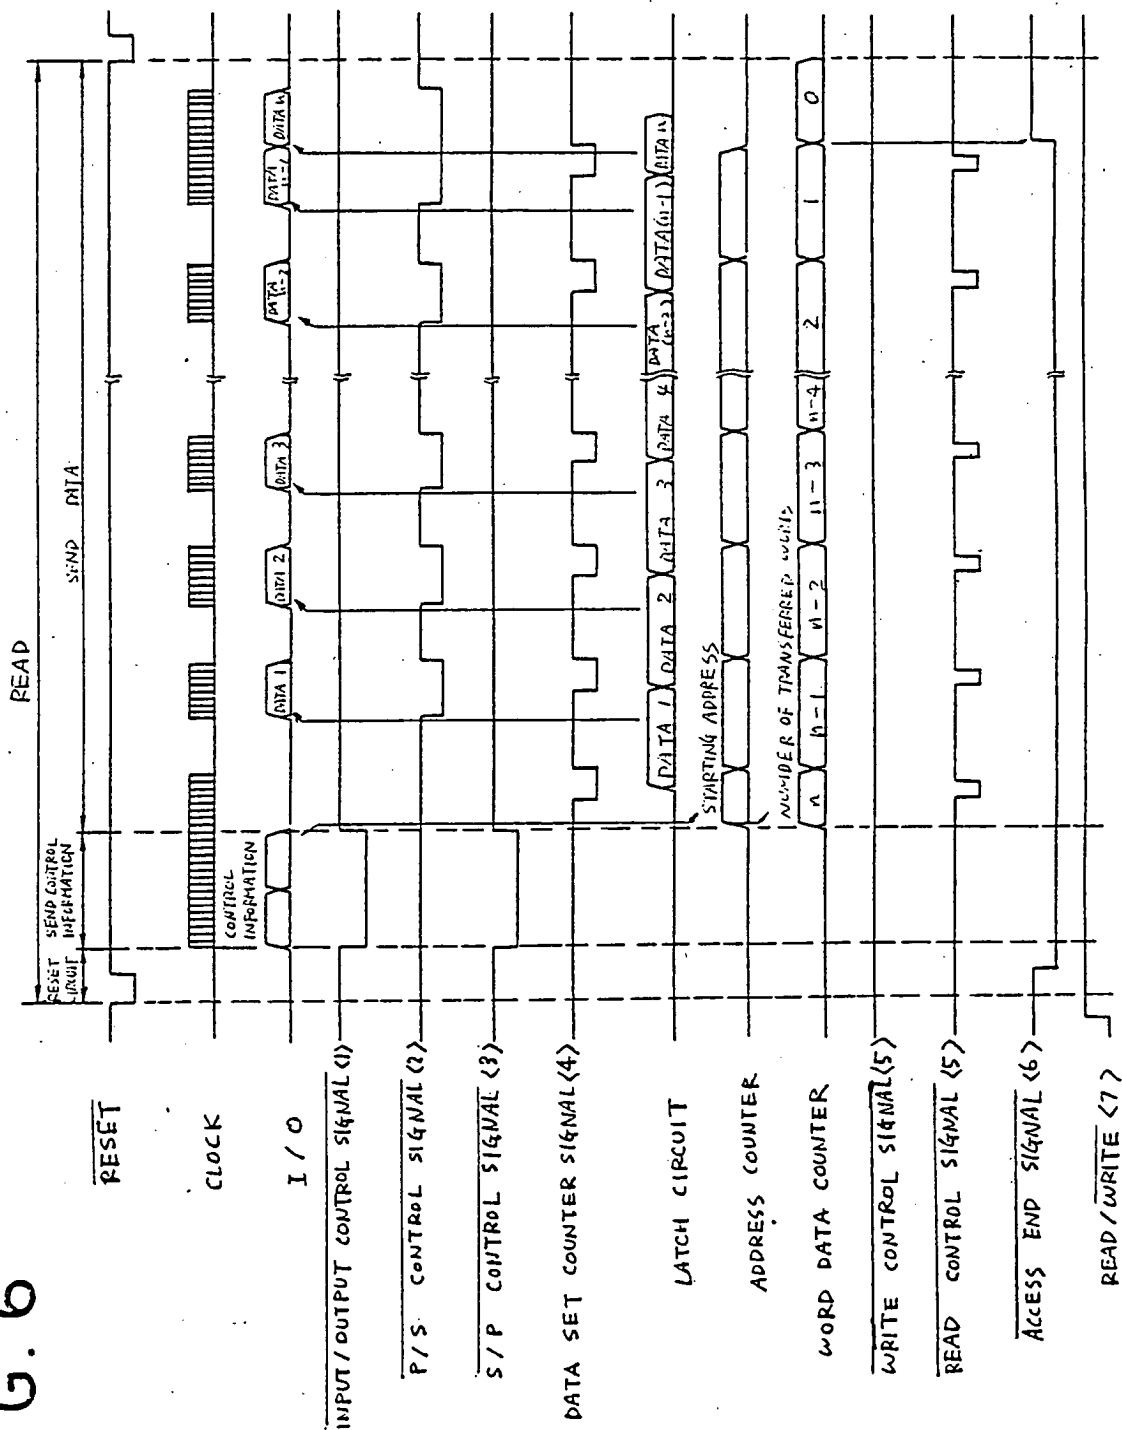 G. 6
READ
RESET CIRCUIT
SEND CONTROL INFORMATION
SEND DATA
RESET
CLOCK
I / O
CONTROL INFORMATION
DATA 1
DATA 2
DATA 3
DATA n-2
DATA n-1
DATA n
INPUT / OUTPUT CONTROL SIGNAL <1>
P / S CONTROL SIGNAL <2>
S / P CONTROL SIGNAL <3>
DATA SET COUNTER SIGNAL <4>
LATCH CIRCUIT
DATA 1
DATA 2
DATA 3
DATA 4
DATA (n-2)
DATA (n-1)
DATA n
STARTING ADDRESS
ADDRESS COUNTER
NUMBER OF TRANSFERRED WORDS
WORD DATA COUNTER
n
n-1
n-2
n-3
n-4
2
1
0
WRITE CONTROL SIGNAL <5>
READ CONTROL SIGNAL <5>
ACCESS END SIGNAL <6>
READ / WRITE <7>